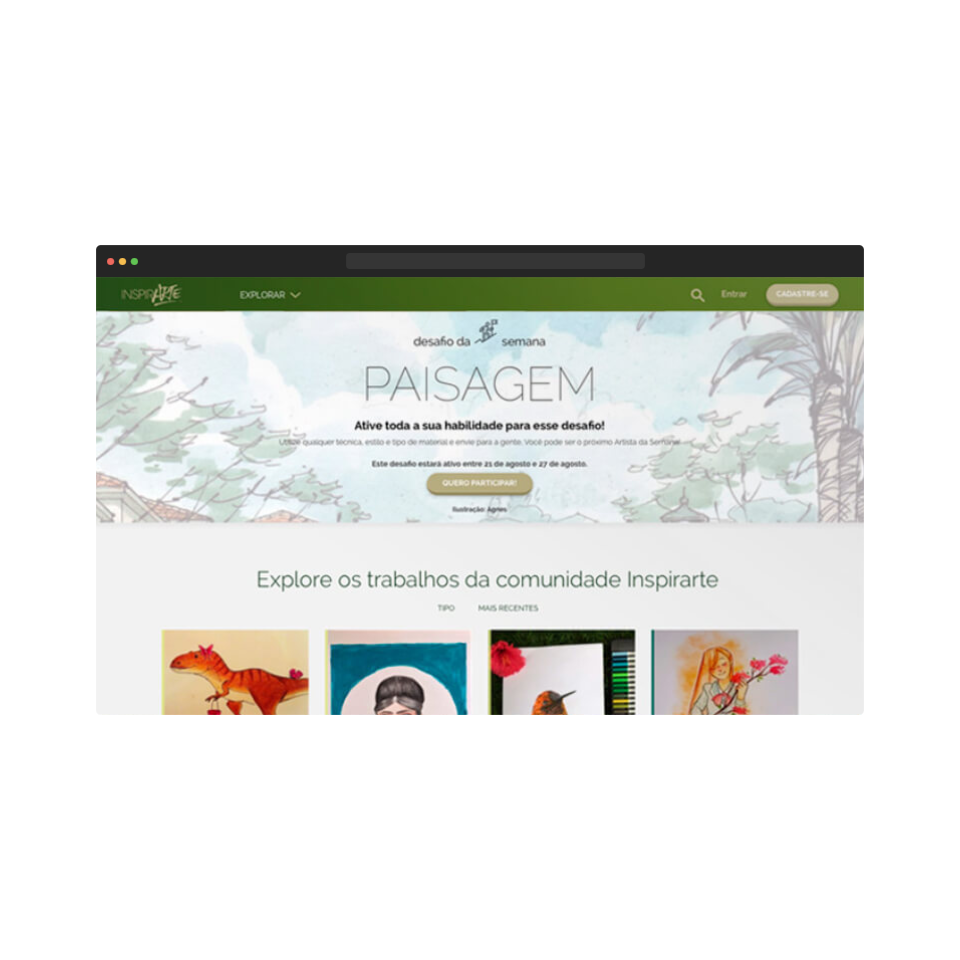 INSPIRARTE
EXPLORAR
Entrar
CADASTRE-SE
desafio da semana
PAISAGEM
Ative toda a sua habilidade para esse desafio!
Utilize qualquer técnica, estilo e tipo de material e envie para a gente. Você pode ser o próximo Artista da Semana!
Este desafio estará ativo entre 21 de agosto e 27 de agosto.
QUERO PARTICIPAR!
Ilustração:
Explore os trabalhos da comunidade Inspirarte
TIPO
MAIS RECENTES